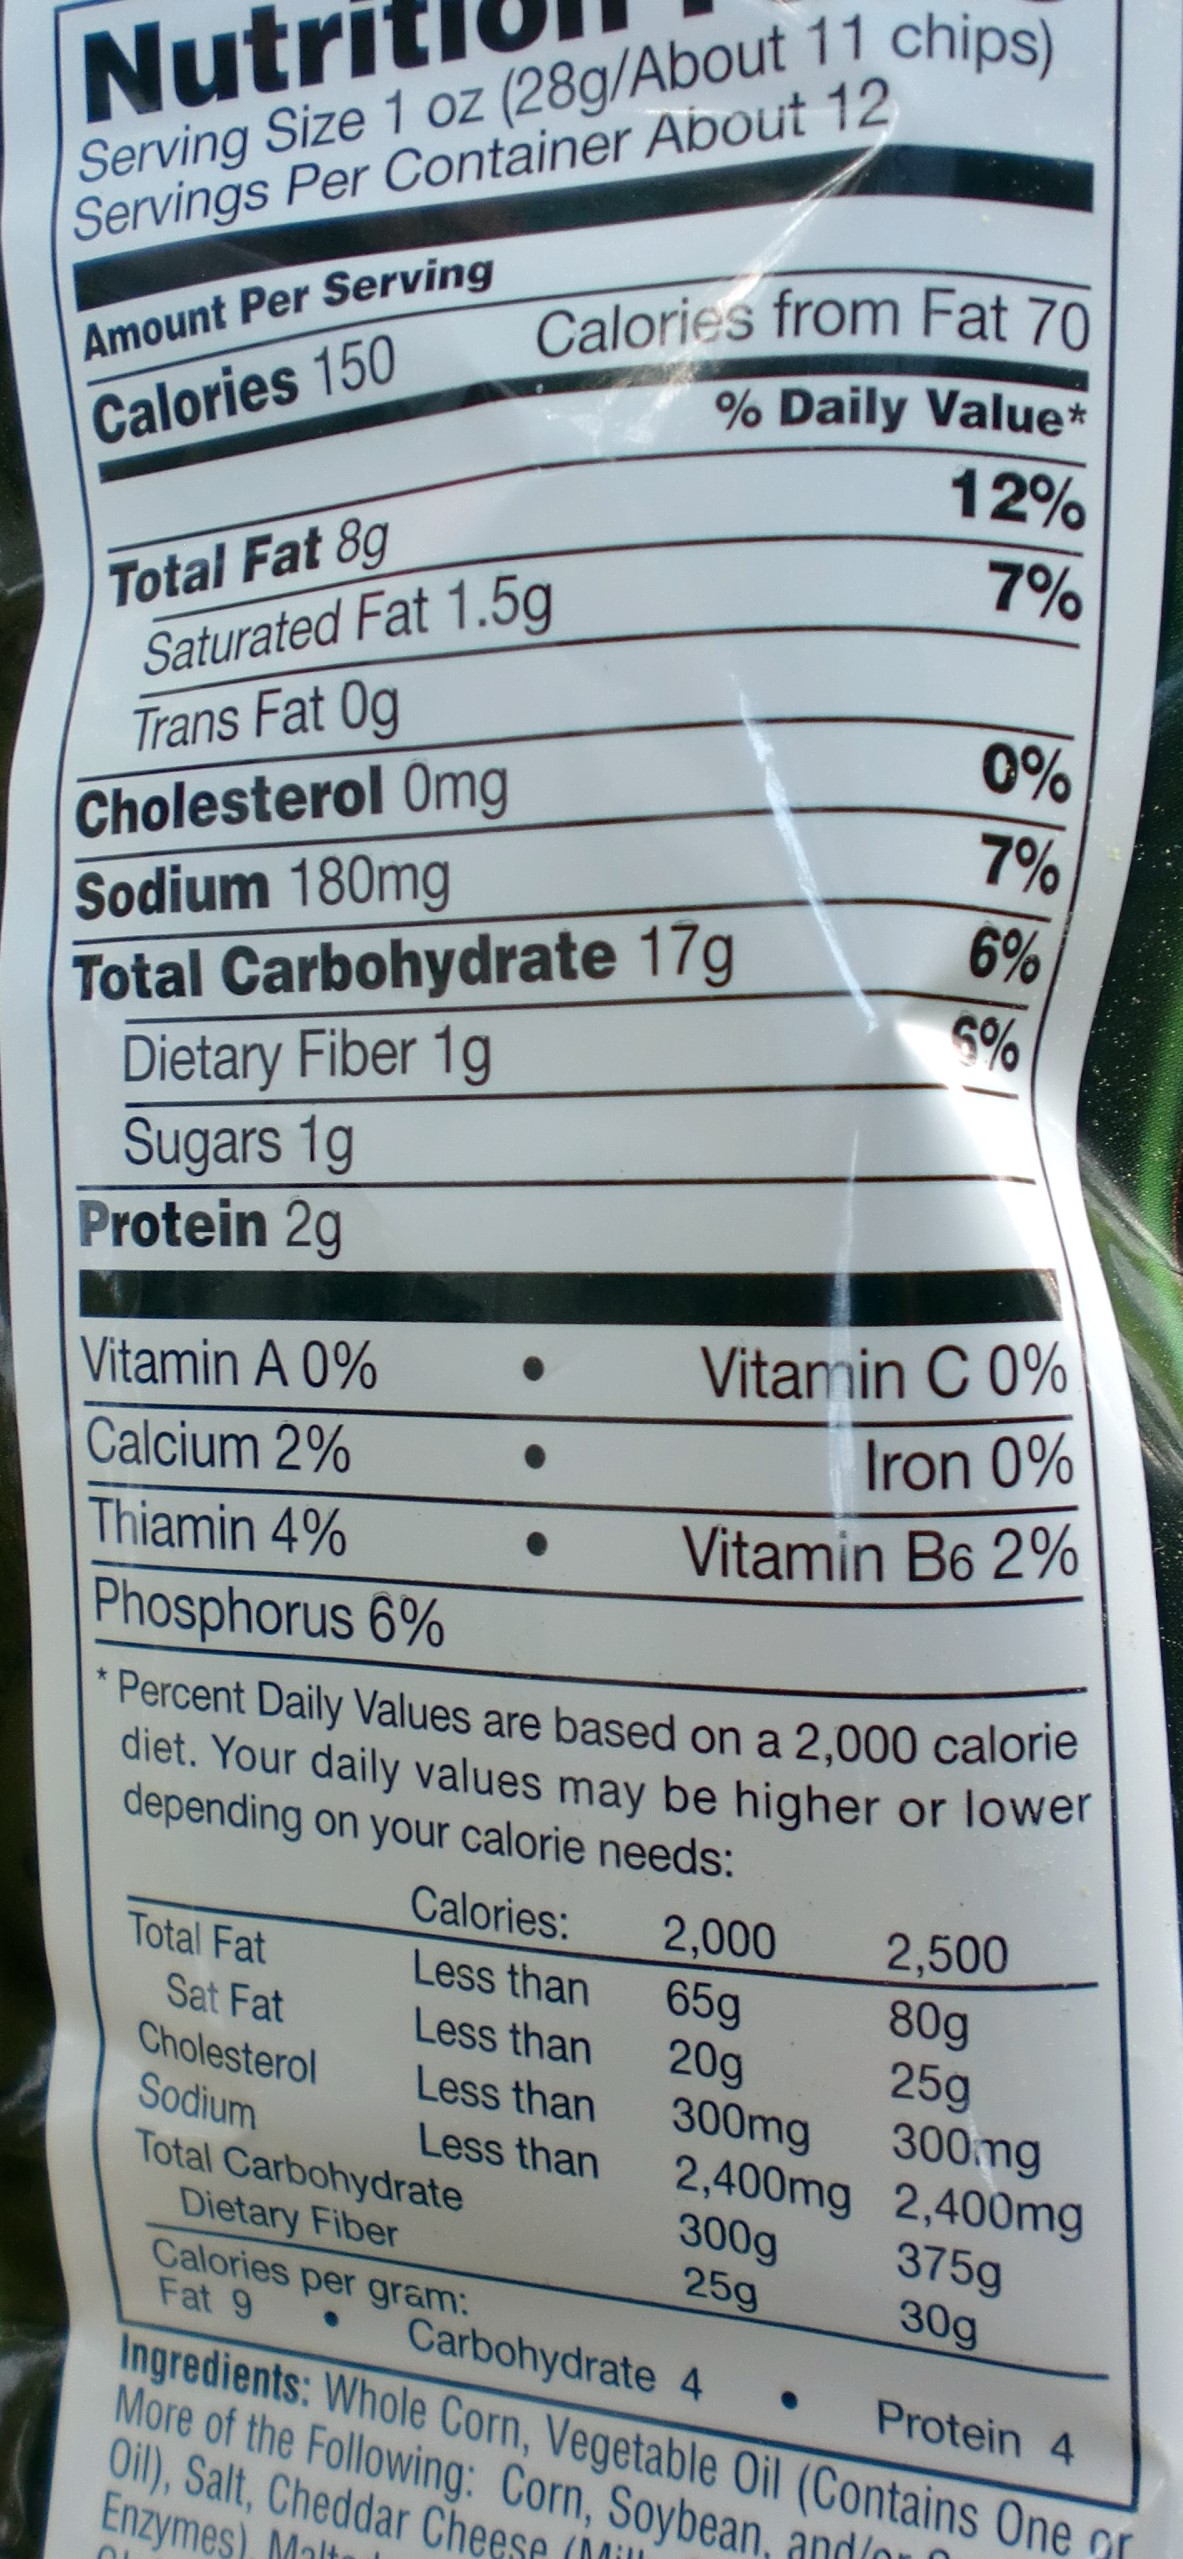 Nutrition
Serving Size 1 oz (28g/About 11 chips)
Servings Per Container About 12
Amount Per Serving
Calories 150 Calories from Fat 70
% Daily Value*
Total Fat 8g 12%
Saturated Fat 1.5g 7%
Trans Fat 0g
Cholesterol 0mg 0%
Sodium 180mg 7%
Total Carbohydrate 17g 6%
Dietary Fiber 1g 6%
Sugars 1g
Protein 2g
Vitamin A 0% • Vitamin C 0%
Calcium 2% • Iron 0%
Thiamin 4% • Vitamin B6 2%
Phosphorus 6%
* Percent Daily Values are based on a 2,000 calorie
diet. Your daily values may be higher or lower
depending on your calorie needs:
Calories: 2,000 2,500
Total Fat Less than 65g 80g
Sat Fat Less than 20g 25g
Cholesterol Less than 300mg 300mg
Sodium Less than 2,400mg 2,400mg
Total Carbohydrate 300g 375g
Dietary Fiber 25g 30g
Calories per gram:
Fat 9 • Carbohydrate 4 • Protein 4
Ingredients: Whole Corn, Vegetable Oil (Contains One or
More of the Following: Corn, Soybean, and/or
Oil), Salt, Cheddar Cheese
Enzymes),